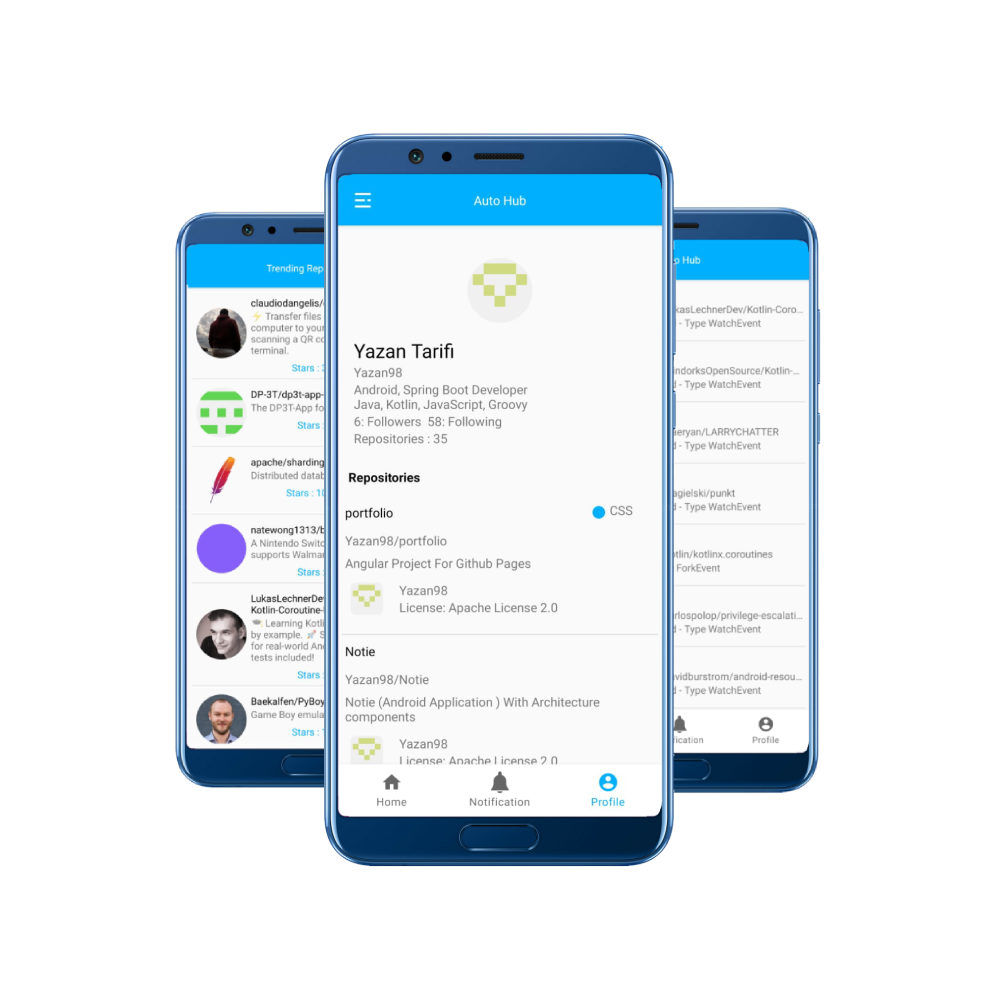 Trending Rep
claudiodangelis/
⚡ Transfer files
computer to your
scanning a QR co
terminal.
Stars :
DP-3T/dp3t-app-
The DP3T-App fo
Stars :
apache/sharding
Distributed datab
Stars : 10
natewong1313/b
A Nintendo Switc
supports Walmar
Stars :
LukasLechnerDe
Kotlin-Coroutine-
Learning Kotli
by example. 🚀 S
for real-world An
tests included!
Stars :
Baekalfen/PyBoy
Game Boy emula
Stars :
Auto Hub
Yazan Tarifi
Yazan98
Android, Spring Boot Developer
Java, Kotlin, JavaScript, Groovy
6: Followers 58: Following
Repositories : 35
Repositories
portfolio
CSS
Yazan98/portfolio
Angular Project For Github Pages
Yazan98
License: Apache License 2.0
Notie
Yazan98/Notie
Notie (Android Application ) With Architecture
components
Yazan98
License: Apache License 2.0
Home
Notification
Profile
o Hub
kasLechnerDev/Kotlin-Coro...
d - Type WatchEvent
ndorksOpenSource/Kotlin-...
d - Type WatchEvent
eryan/LARRYCHATTER
d - Type WatchEvent
agielski/punkt
d - Type WatchEvent
tlin/kotlinx.coroutines
ForkEvent
rlospolop/privilege-escalati...
d - Type WatchEvent
vidburstrom/android-resou...
d - Type WatchEvent
fication
Profile